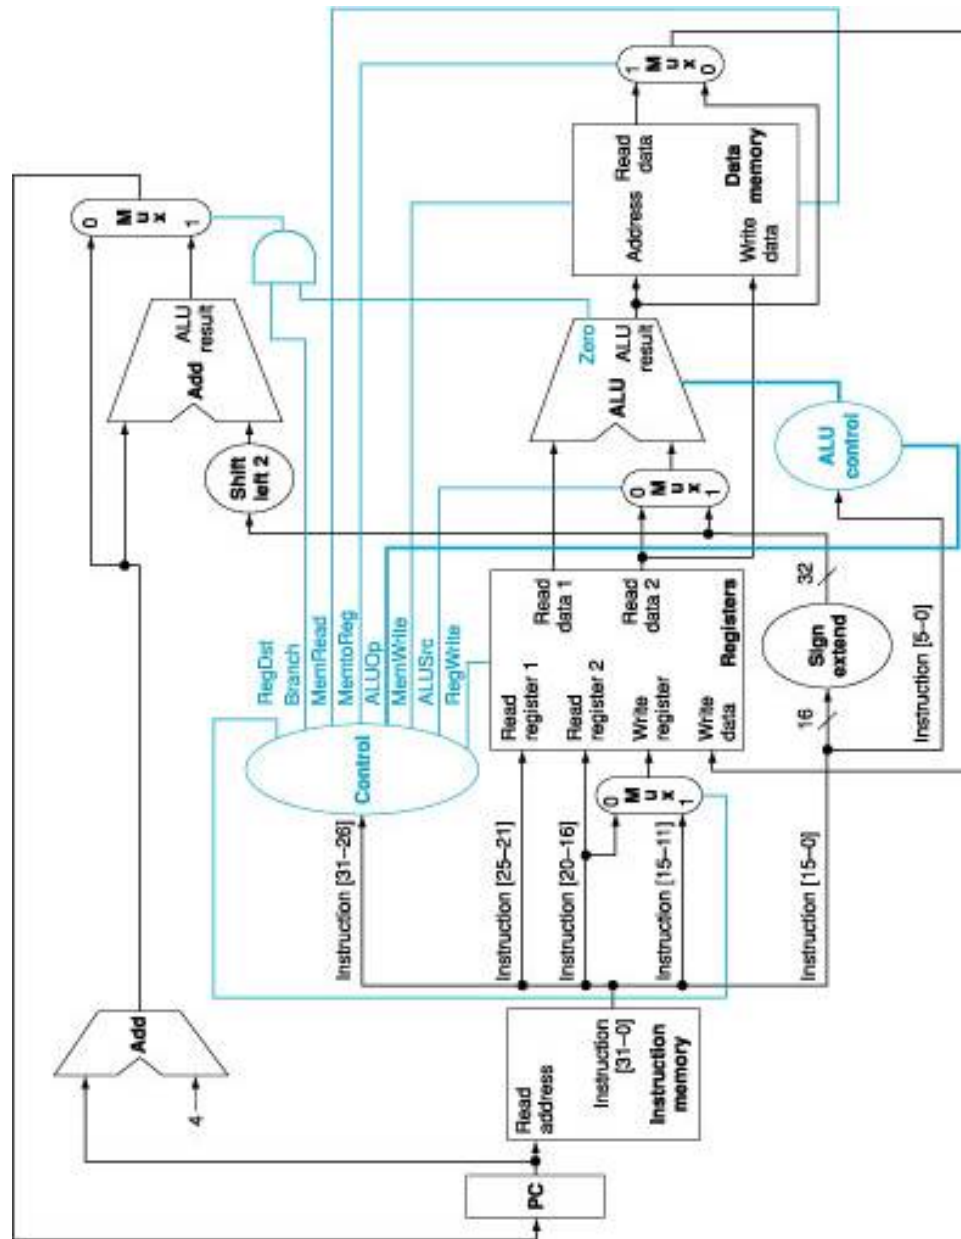 PC
4
Add
Read
address
Instruction
[31–0]
Instruction
memory
Instruction [31–26]
Instruction [25–21]
Instruction [20–16]
Instruction [15–11]
Instruction [15–0]
Control
RegDst
Branch
MemRead
MemtoReg
ALUOp
MemWrite
ALUSrc
RegWrite
0
M
u
x
1
Read
register 1
Read
register 2
Write
register
Write
data
Read
data 1
Read
data 2
Registers
16
Sign
extend
32
Instruction [5–0]
Shift
left 2
Add
ALU
result
0
M
u
x
1
0
M
u
x
1
ALU
Zero
ALU
result
ALU
control
Address
Read
data
Write
data
Data
memory
1
M
u
x
0